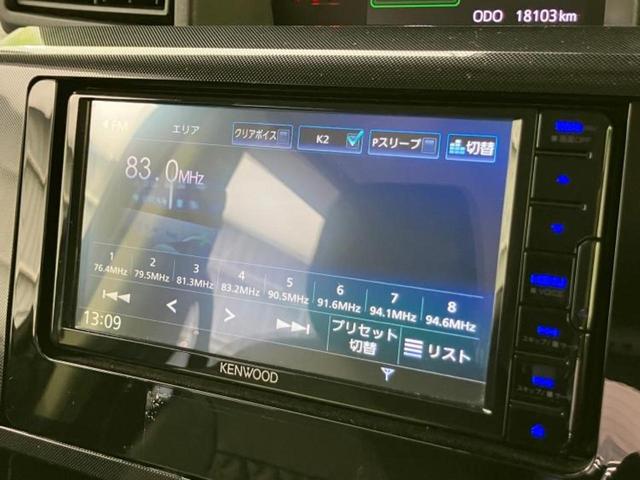 ODO 18103km
FM エリア クリアボイス K2 Pスリープ 切替
83.0MHz
1 2 3 4 5 6 7 8
76.4MHz 79.5MHz 81.3MHz 83.2MHz 90.5MHz 91.6MHz 94.1MHz 94.6MHz
プリセット 切替
リスト
13:09
KENWOOD
MENU